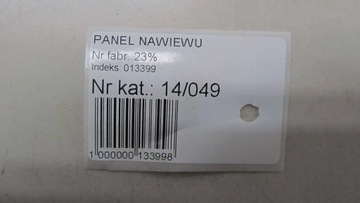 PANEL NAWIEWU
Nr fabr. 23%
Indeks: 013399
Nr kat.: 14/049
1 000000 133998